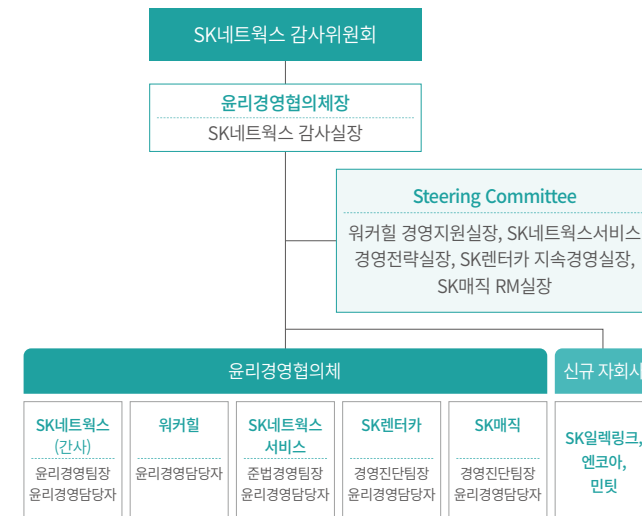 SK네트웍스 감사위원회
윤리경영협의체장
SK네트웍스 감사실장
Steering Committee
워커힐 경영지원실장, SK네트웍스서비스
경영전략실장, SK렌터카 지속경영실장,
SK매직 RM실장
윤리경영협의체
신규 자회사
SK네트웍스
(간사)
윤리경영팀장
윤리경영담당자
워커힐
윤리경영담당자
SK네트웍스
서비스
준법경영팀장
윤리경영담당자
SK렌터카
경영진단팀장
윤리경영담당자
SK매직
경영진단팀장
윤리경영담당자
SK일렉링크,
엔코아,
민팃